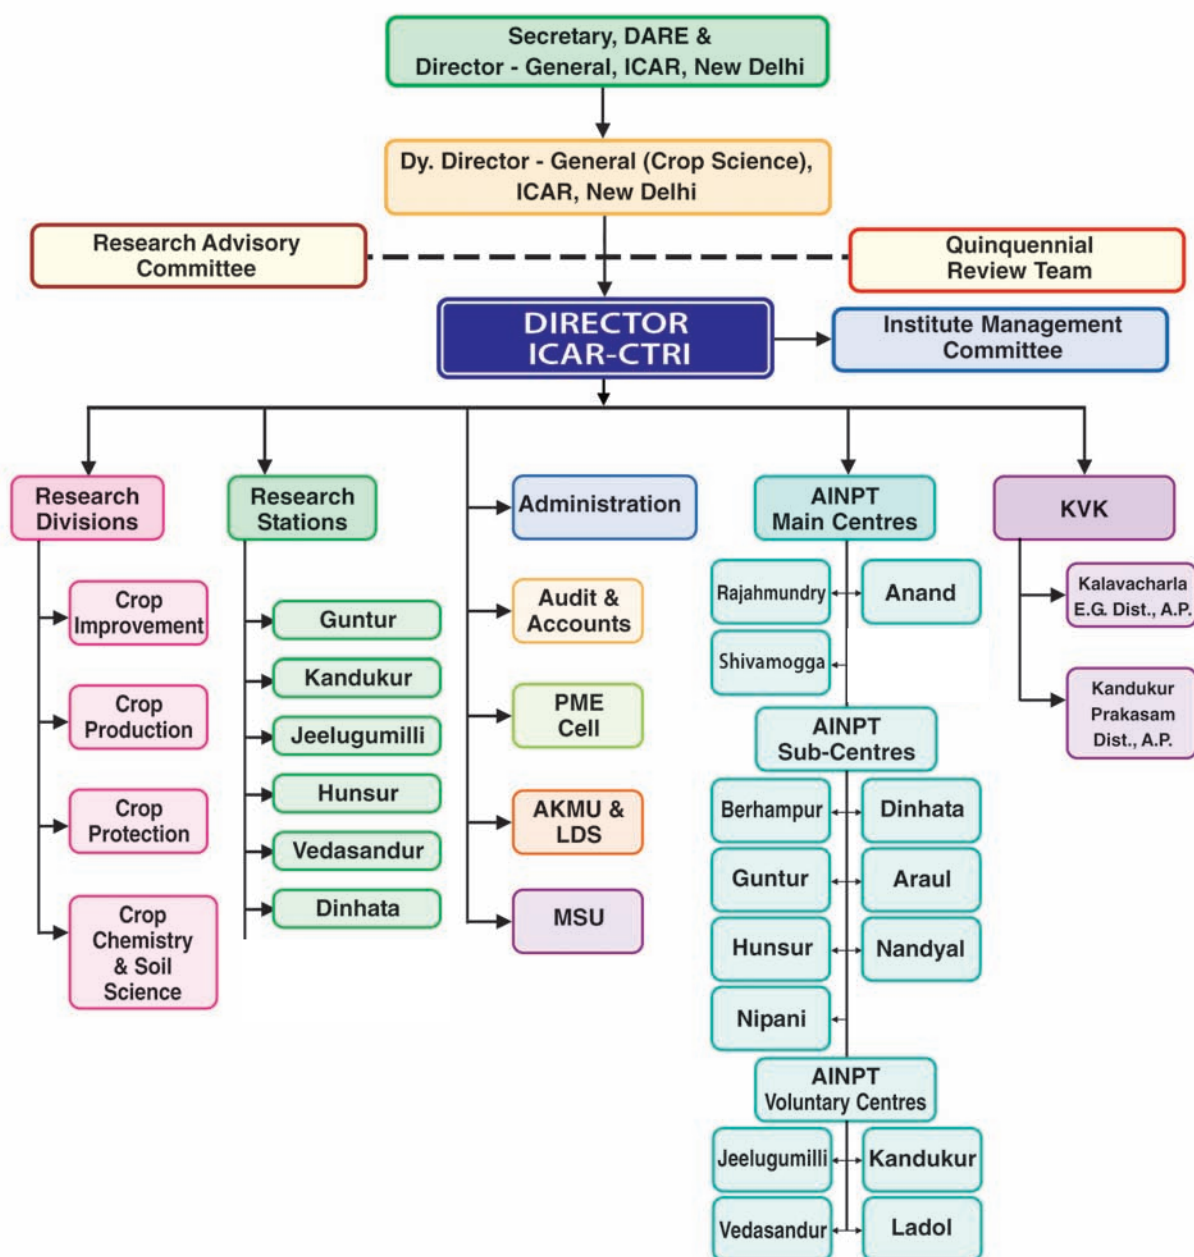 Secretary, DARE &
Director - General, ICAR, New Delhi
Dy. Director - General (Crop Science),
ICAR, New Delhi
Research Advisory
Committee
Quinquennial
Review Team
DIRECTOR
ICAR-CTRI
Institute Management
Committee
Research
Divisions
Crop
Improvement
Crop
Production
Crop
Protection
Crop
Chemistry
& Soil
Science
Research
Stations
Guntur
Kandukur
Jeelugumilli
Hunsur
Vedasandur
Dinhata
Administration
Audit &
Accounts
PME
Cell
AKMU &
LDS
MSU
AINPT
Main Centres
Rajahmundry
Anand
Shivamogga
AINPT
Sub-Centres
Berhampur
Dinhata
Guntur
Araul
Hunsur
Nandyal
Nipani
AINPT
Voluntary Centres
Jeelugumilli
Kandukur
Vedasandur
Ladol
KVK
Kalavacharla
E.G. Dist., A.P.
Kandukur
Prakasam
Dist., A.P.